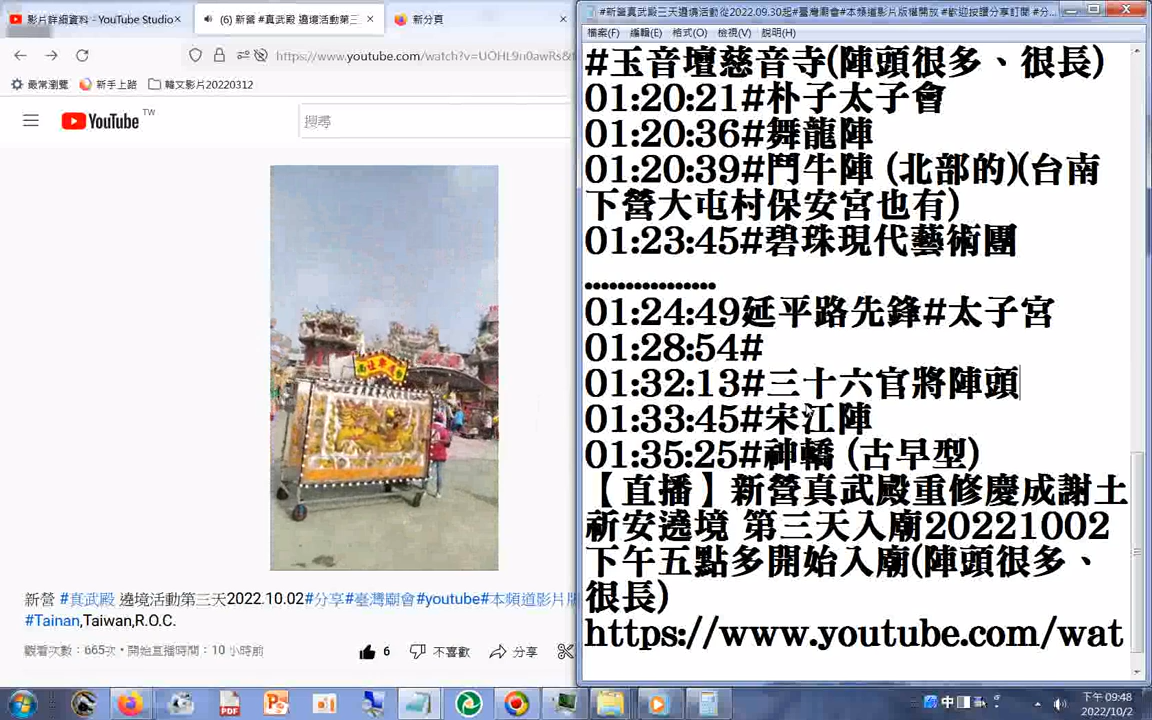 影片詳細資料 - YouTube Studio
(6) 新營 #真武殿 遶境活動第三
新分頁
https://www.youtube.com/watch?v=UOHL9n0awRs&t
最常瀏覽
新手上路
韓文影片20220312
YouTube
TW
搜尋
新營 #真武殿 遶境活動第三天2022.10.02#分享#臺灣廟會#youtube#本頻道影片版
#Tainan,Taiwan,R.O.C.
觀看次數：665次 • 開始直播時間：10 小時前
6
不喜歡
分享
#新營真武殿三天遶境活動從2022.09.30起#臺灣廟會#本頻道影片版權開放 #歡迎按讚分享訂閱 #分...
檔案(F) 編輯(E) 格式(O) 檢視(V) 說明(H)
#玉音壇慈音寺(陣頭很多、很長)
01:20:21#朴子太子會
01:20:36#舞龍陣
01:20:39#鬥牛陣 (北部的)(台南
下營大屯村保安宮也有)
01:23:45#碧珠現代藝術團
................
01:24:49延平路先鋒#太子宮
01:28:54#
01:32:13#三十六官將陣頭
01:33:45#宋江陣
01:35:25#神轎 (古早型)
【直播】新營真武殿重修慶成謝土
祈安遶境 第三天入廟20221002
下午五點多開始入廟(陣頭很多、
很長)
https://www.youtube.com/wat
中
下午 09:48
2022/10/2